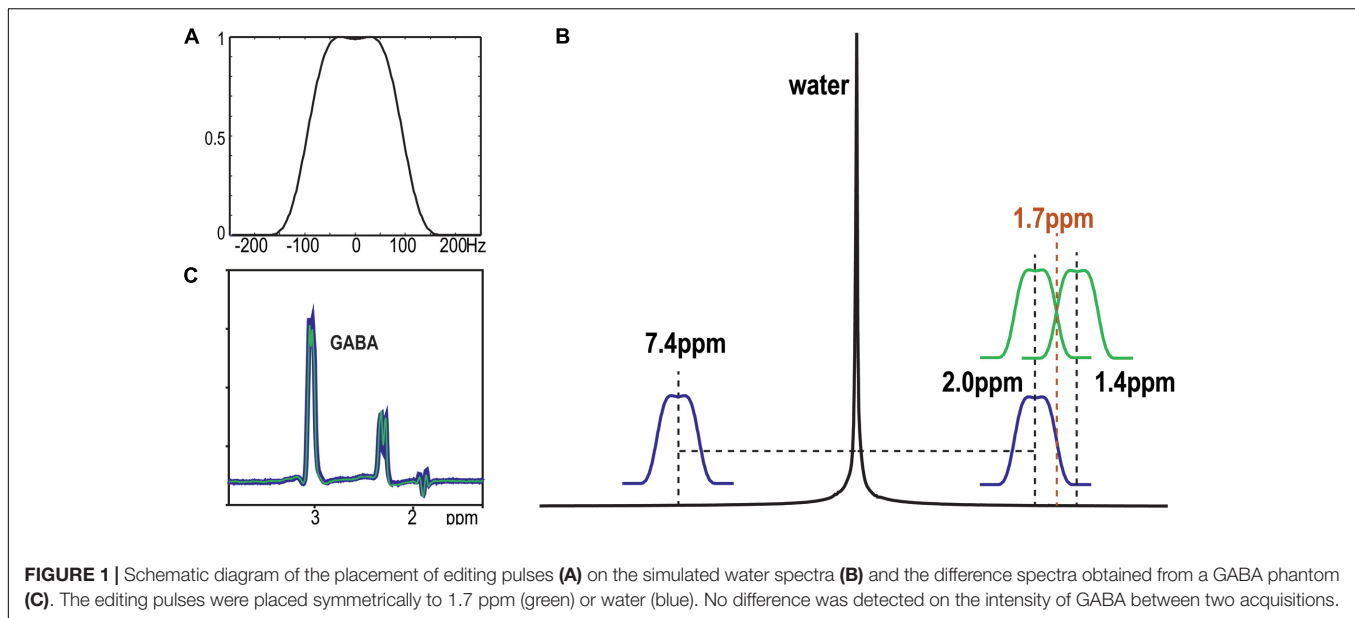 A
1
0.5
0
-200 -100 0 100 200Hz
B
water
1.7ppm
7.4ppm
2.0ppm 1.4ppm
C
GABA
3 2 ppm
FIGURE 1 | Schematic diagram of the placement of editing pulses (A) on the simulated water spectra (B) and the difference spectra obtained from a GABA phantom
(C). The editing pulses were placed symmetrically to 1.7 ppm (green) or water (blue). No difference was detected on the intensity of GABA between two acquisitions.